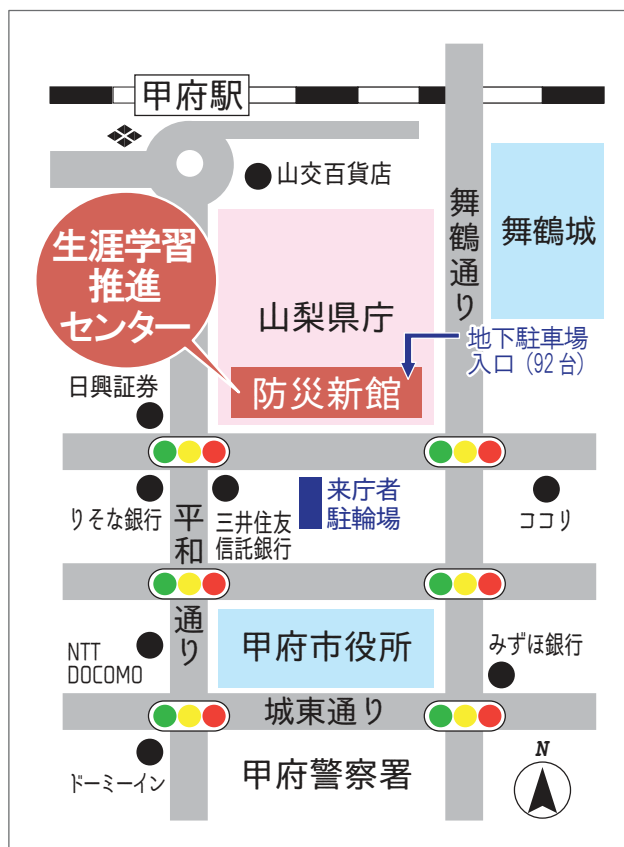 甲府駅
山交百貨店
舞鶴通り
舞鶴城
生涯学習
推進
センター
山梨県庁
地下駐車場
入口（92台）
防災新館
日興証券
りそな銀行
三井住友
信託銀行
来庁者
駐輪場
ココリ
平和通り
NTT
DOCOMO
甲府市役所
みずほ銀行
城東通り
ドーミーイン
甲府警察署
N